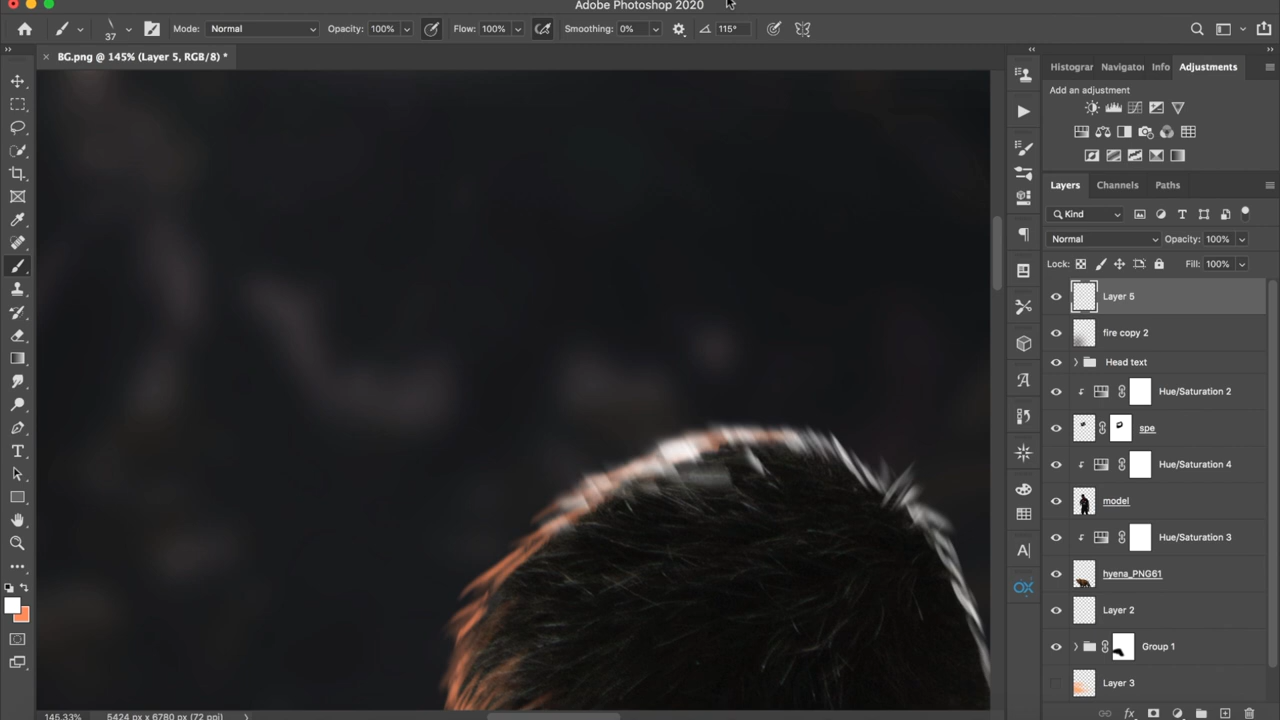 Adobe Photoshop 2020
37 Mode: Normal Opacity: 100% Flow: 100% Smoothing: 0% 115°
BG.png @ 145% (Layer 5, RGB/8) *
Histogran Navigator Info Adjustments
Add an adjustment
Layers Channels Paths
Kind
Normal Opacity: 100%
Lock: Fill: 100%
Layer 5
fire copy 2
Head text
Hue/Saturation 2
spe
Hue/Saturation 4
model
Hue/Saturation 3
hyena_PNG61
Layer 2
Group 1
Layer 3
145.33% 5424 px x 6780 px (72 ppi)